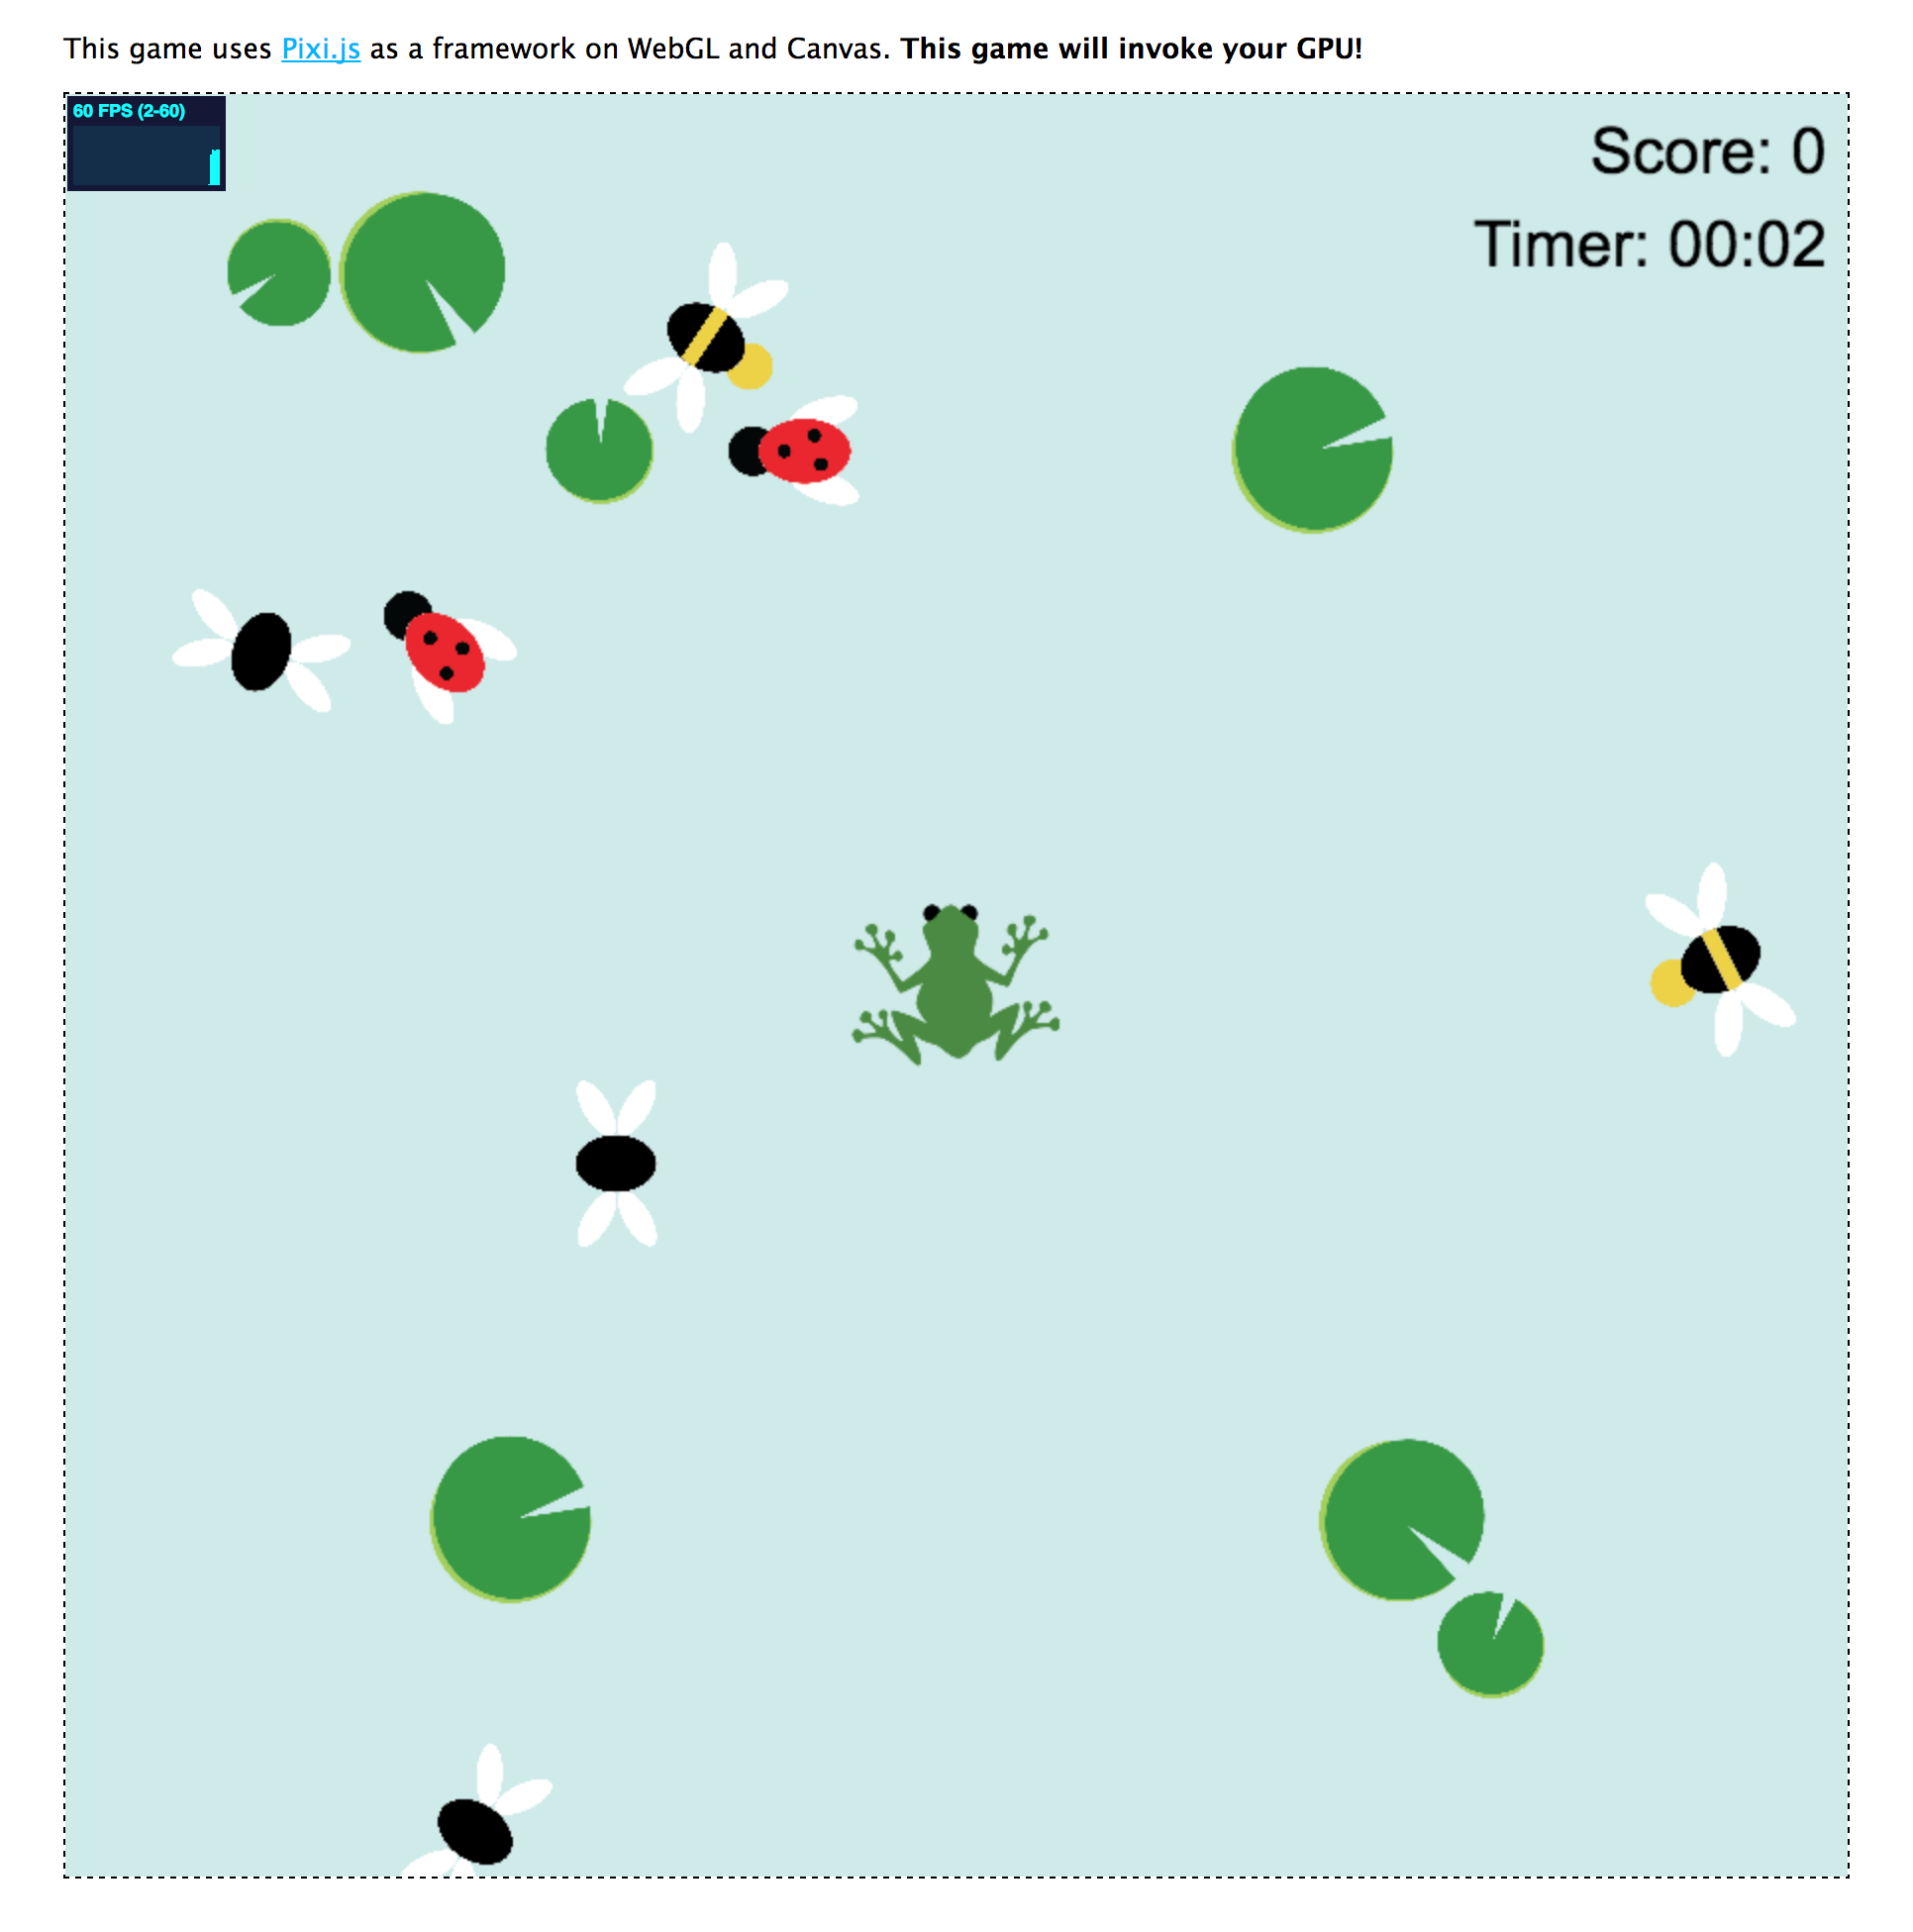 This game uses Pixi.js as a framework on WebGL and Canvas. This game will invoke your GPU!
60 FPS (2-60)
Score: 0
Timer: 00:02